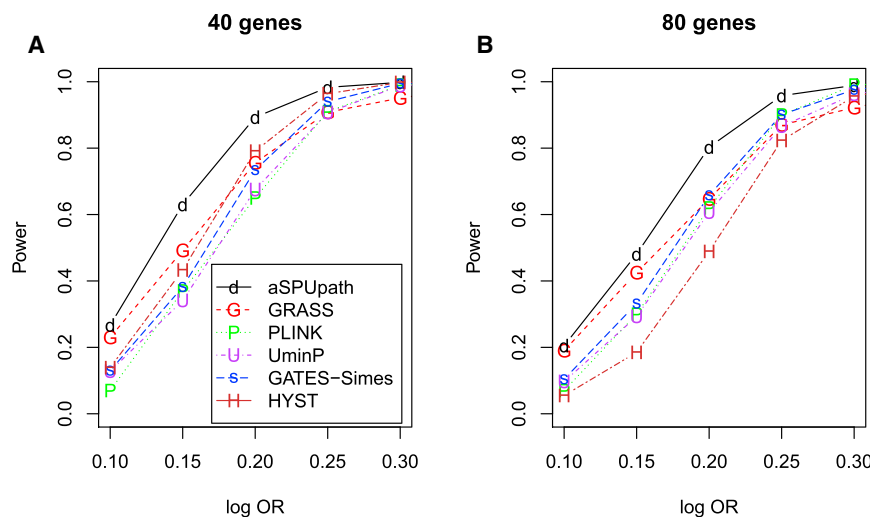 40 genes
A
Power
1.0
0.8
0.6
0.4
0.2
0.0
d
G
P
U
s
H
aSPUpath
GRASS
PLINK
UminP
GATES−Simes
HYST
0.10 0.15 0.20 0.25 0.30
log OR
80 genes
B
Power
1.0
0.8
0.6
0.4
0.2
0.0
0.10 0.15 0.20 0.25 0.30
log OR